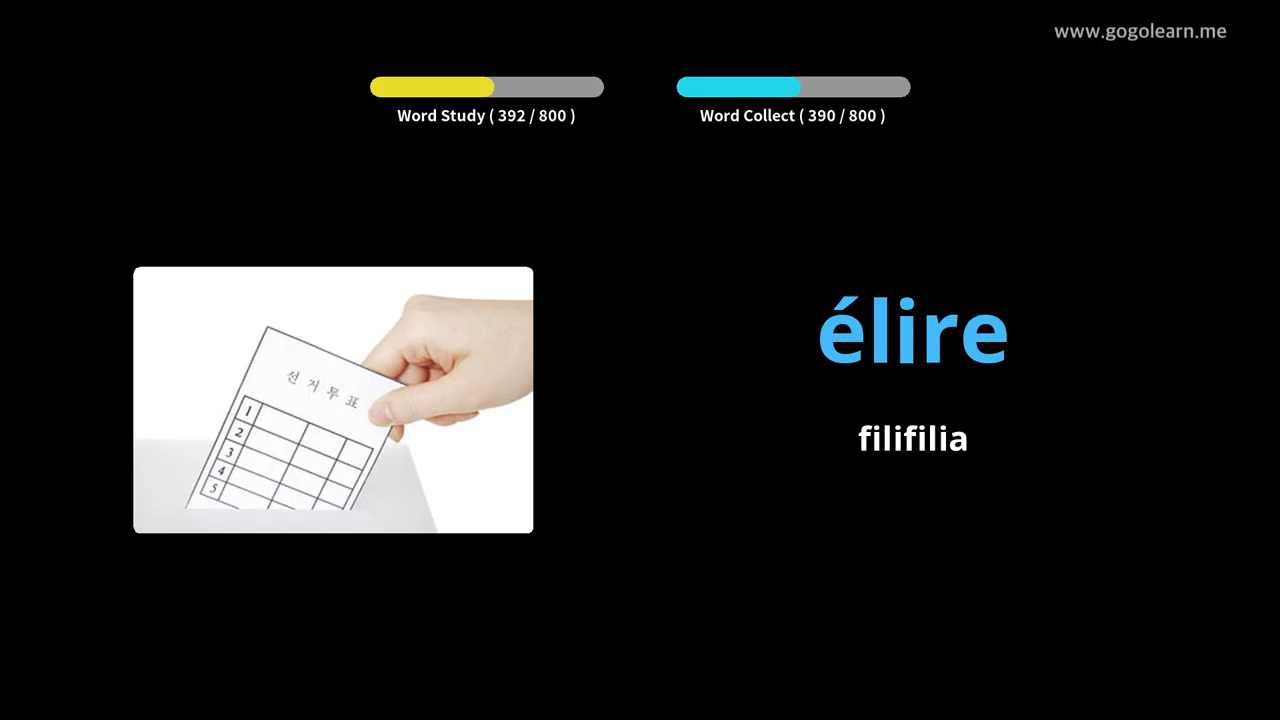 www.gogolearn.me
Word Study ( 392 / 800 )
Word Collect ( 390 / 800 )
선거투표
1
2
3
4
5
élire
filifilia